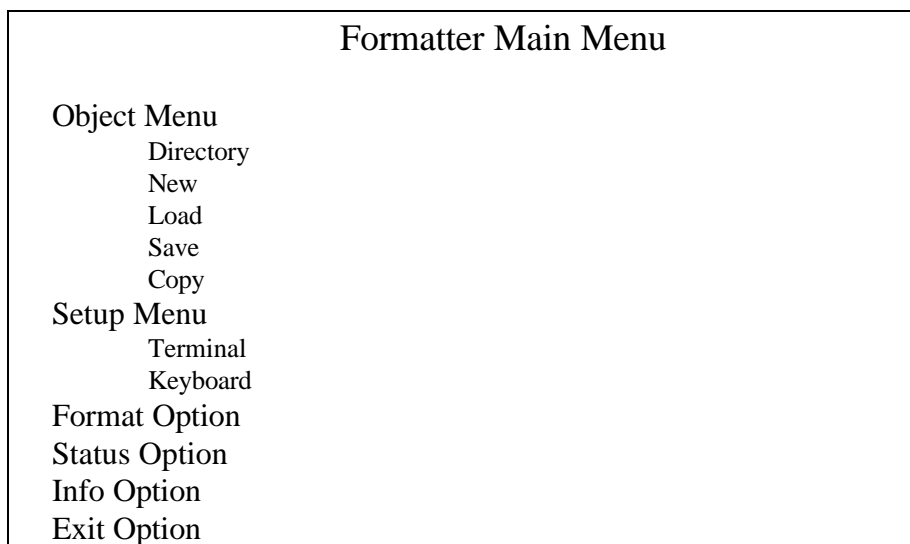 Formatter Main Menu
Object Menu
Directory
New
Load
Save
Copy
Setup Menu
Terminal
Keyboard
Format Option
Status Option
Info Option
Exit Option